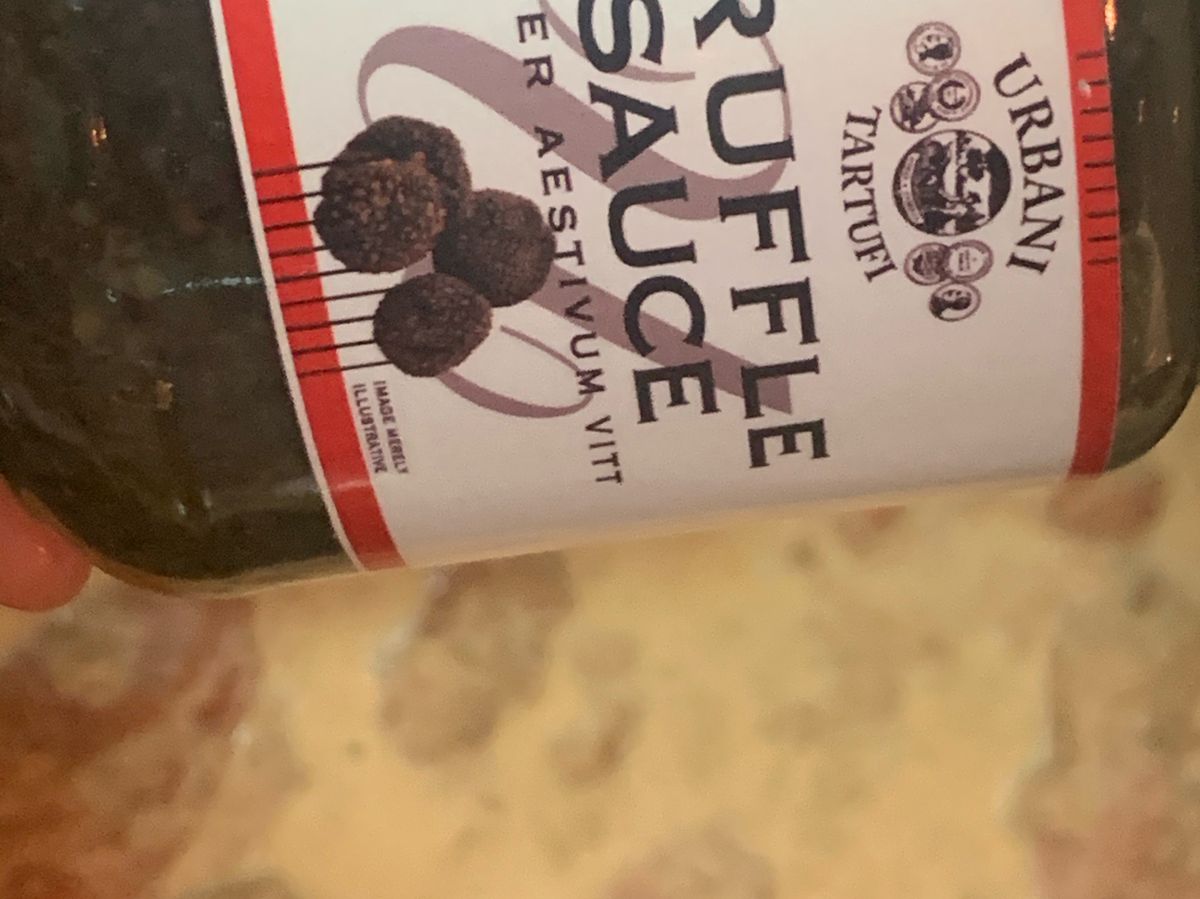 URBANI
TARTUFI
RUFFLE
SAUCE
ER AESTIVUM VITT
IMAGE MERELY
ILLUSTRATIVE